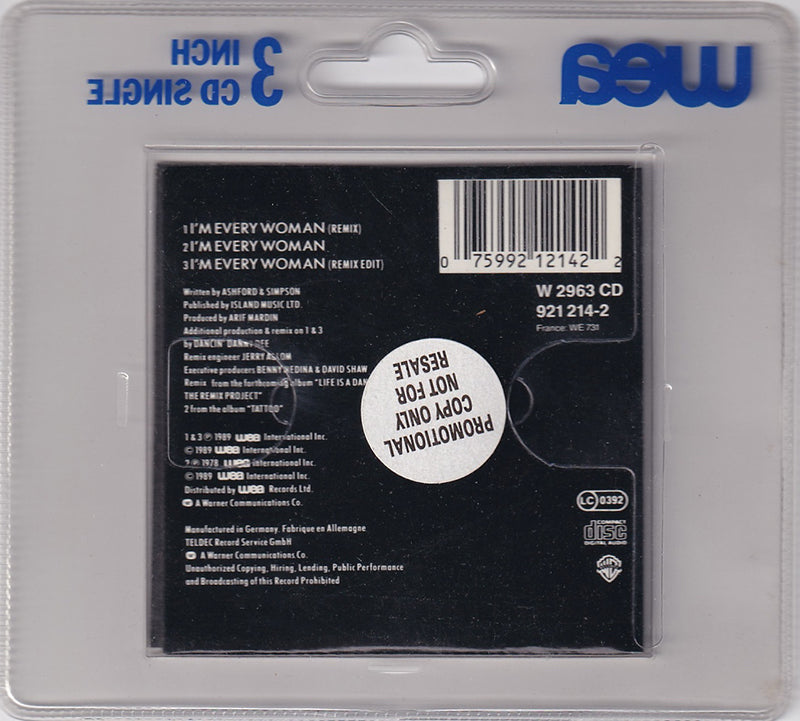 3 INCH
CD SINGLE
wea
1 I'M EVERY WOMAN (REMIX)
2 I'M EVERY WOMAN
3 I'M EVERY WOMAN (REMIX EDIT)
0 75992 12142 2
W 2963 CD
921 214-2
France: WE 731
Written by ASHFORD & SIMPSON
Published by ISLAND MUSIC LTD.
Produced by ARIF MARDIN
Additional production & remix on 1 & 3
by DANCIN' DANNY DEE
Remix engineer JERRY
Executive producers BENNY MEDINA & DAVID SHAW
Remix from the forthcoming album "LIFE IS A DAN
THE REMIX PROJECT"
2 from the album "TATTOO"
PROMOTIONAL
COPY ONLY
NOT FOR
RESALE
1 & 3 ℗ 1989 wea International Inc.
© 1989 wea International Inc.
2 ℗ 1978 wea International Inc.
© 1989 wea International Inc.
Distributed by wea Records Ltd.
A Warner Communications Co.
LC 0392
COMPACT
disc
DIGITAL AUDIO
Manufactured in Germany. Fabrique en Allemagne
TELDEC Record Service GmbH
A Warner Communications Co.
Unauthorized Copying, Hiring, Lending, Public Performance
and Broadcasting of this Record Prohibited